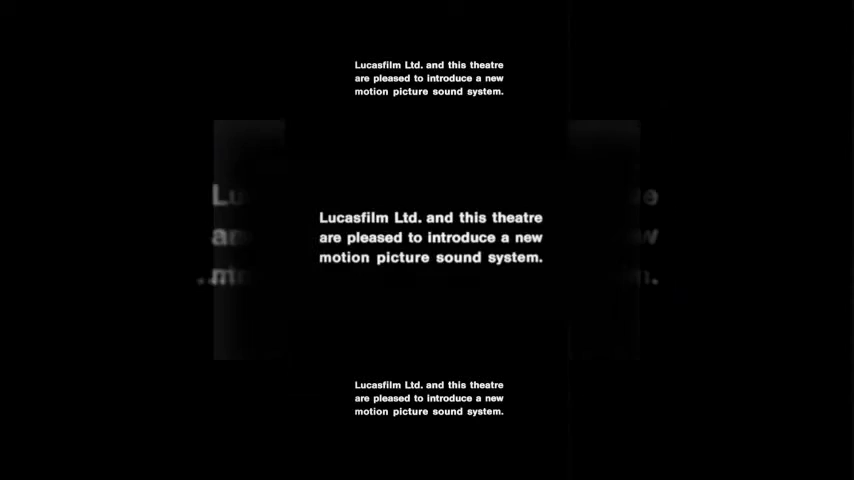 Lucasfilm Ltd. and this theatre
are pleased to introduce a new
motion picture sound system.
Lucasfilm Ltd. and this theatre
are pleased to introduce a new
motion picture sound system.
Lucasfilm Ltd. and this theatre
are pleased to introduce a new
motion picture sound system.